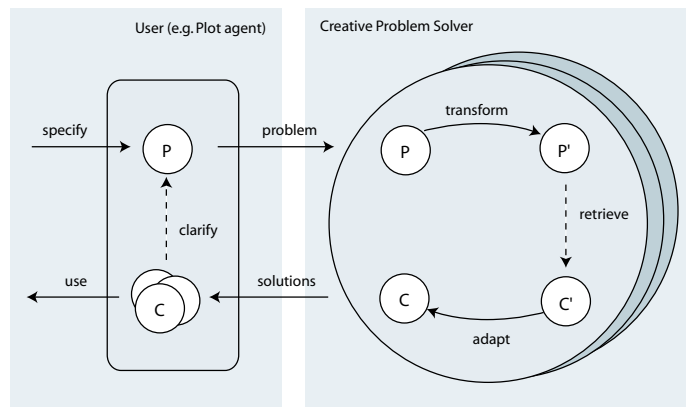 User (e.g. Plot agent)
Creative Problem Solver
specify
P
problem
clarify
use
C
solutions
transform
P
P'
retrieve
C
C'
adapt